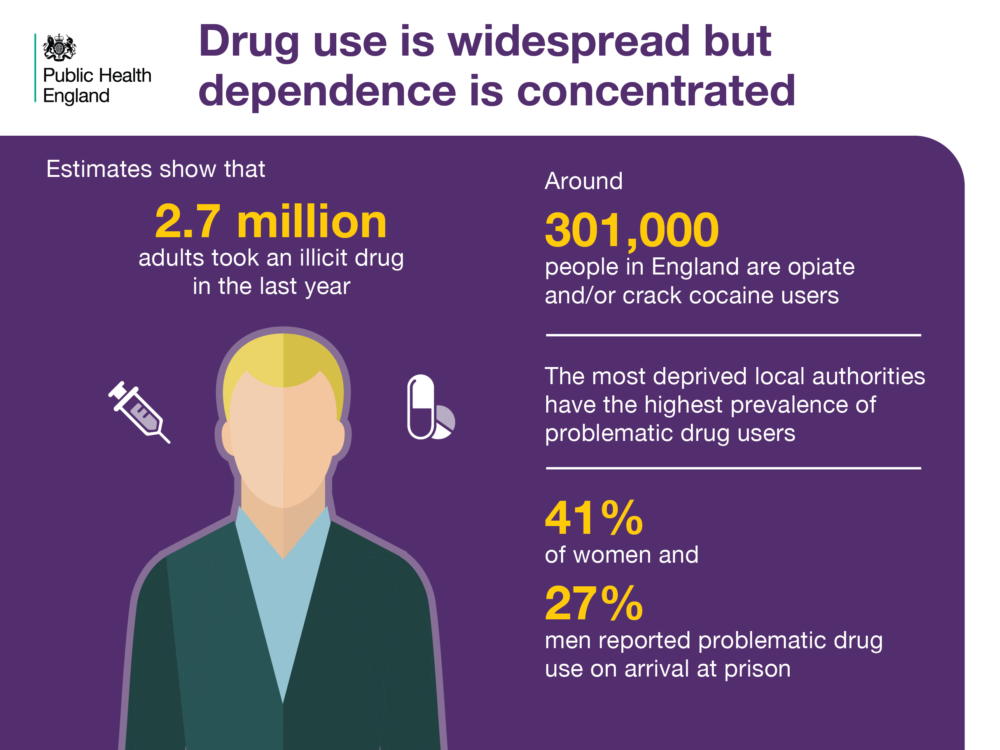 Public Health
England
Drug use is widespread but
dependence is concentrated
Estimates show that
2.7 million
adults took an illicit drug
in the last year
Around
301,000
people in England are opiate
and/or crack cocaine users
The most deprived local authorities
have the highest prevalence of
problematic drug users
41%
of women and
27%
men reported problematic drug
use on arrival at prison